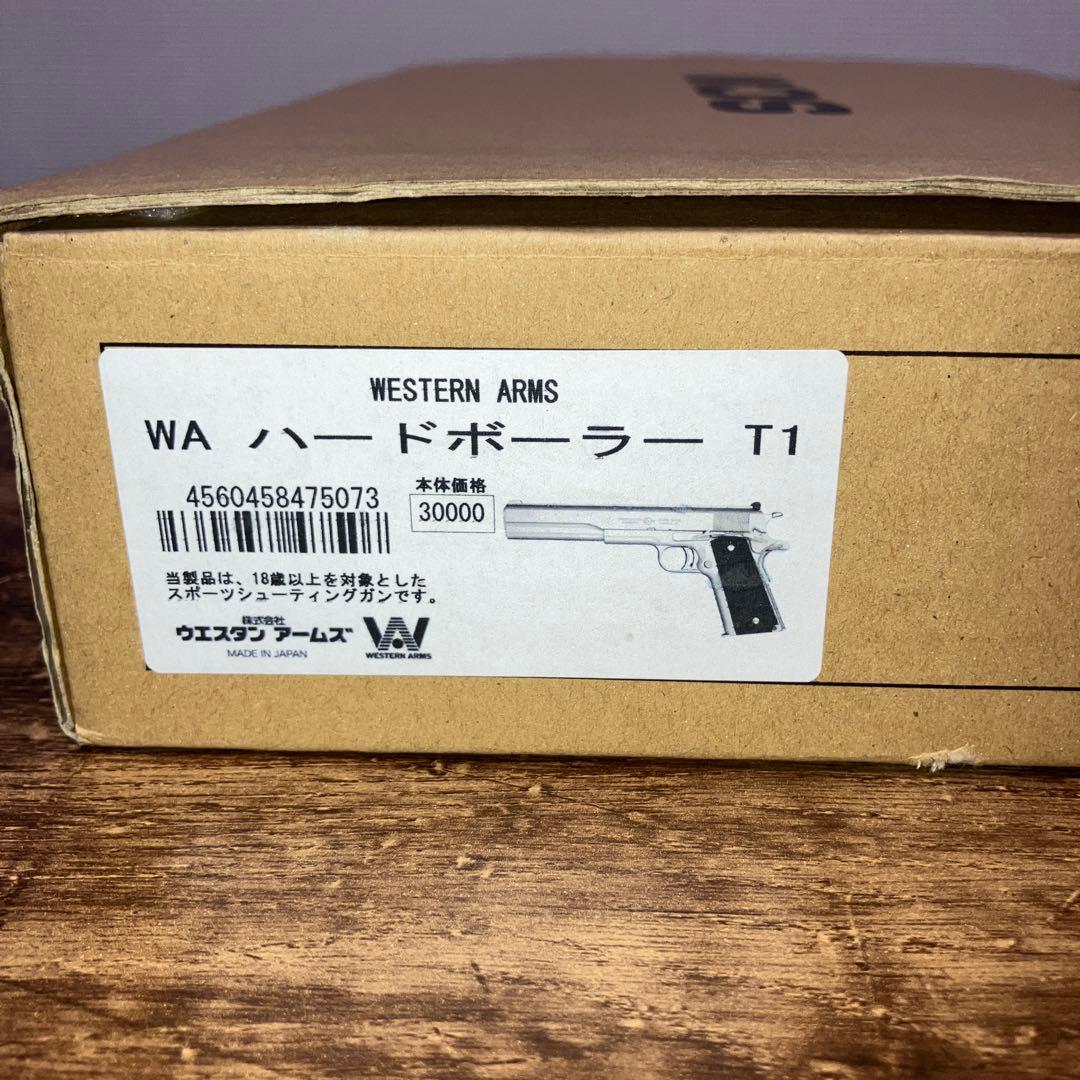 WESTERN ARMS
WA ハードボーラー T1
4560458475073
本体価格
30000
当製品は、18歳以上を対象とした
スポーツシューティングガンです。
株式会社
ウエスタン アームズ
MADE IN JAPAN
WESTERN ARMS